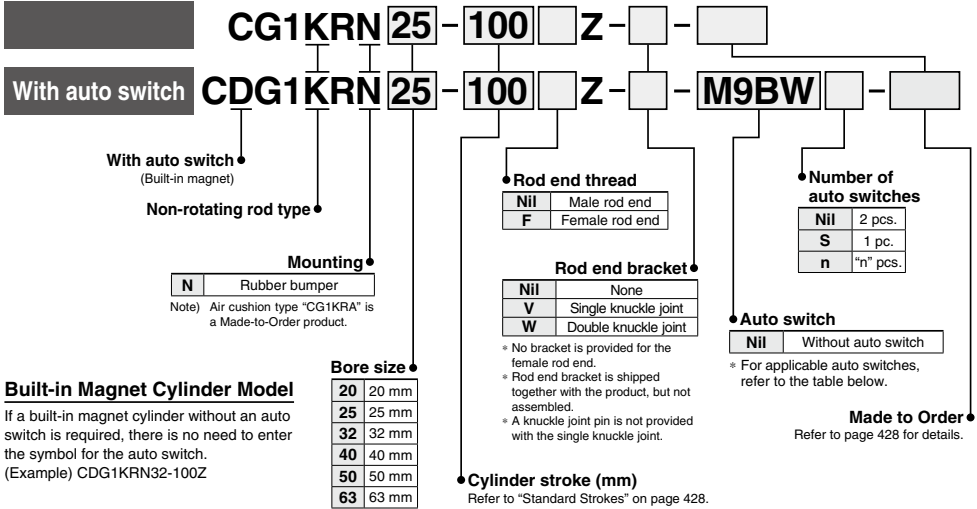 CG1KRN 25 - 100 Z - -
With auto switch CDG1KRN 25 - 100 Z - - M9BW -
With auto switch
(Built-in magnet)
Non-rotating rod type
Mounting
N Rubber bumper
Note) Air cushion type “CG1KRA” is
a Made-to-Order product.
Built-in Magnet Cylinder Model
If a built-in magnet cylinder without an auto
switch is required, there is no need to enter
the symbol for the auto switch.
(Example) CDG1KRN32-100Z
Bore size
20 20 mm
25 25 mm
32 32 mm
40 40 mm
50 50 mm
63 63 mm
Rod end thread
Nil Male rod end
F Female rod end
Rod end bracket
Nil None
V Single knuckle joint
W Double knuckle joint
∗ No bracket is provided for the
female rod end.
∗ Rod end bracket is shipped
together with the product, but not
assembled.
∗ A knuckle joint pin is not provided
with the single knuckle joint.
Cylinder stroke (mm)
Refer to “Standard Strokes” on page 428.
Number of
auto switches
Nil 2 pcs.
S 1 pc.
n “n” pcs.
Auto switch
Nil Without auto switch
∗ For applicable auto switches,
refer to the table below.
Made to Order
Refer to page 428 for details.